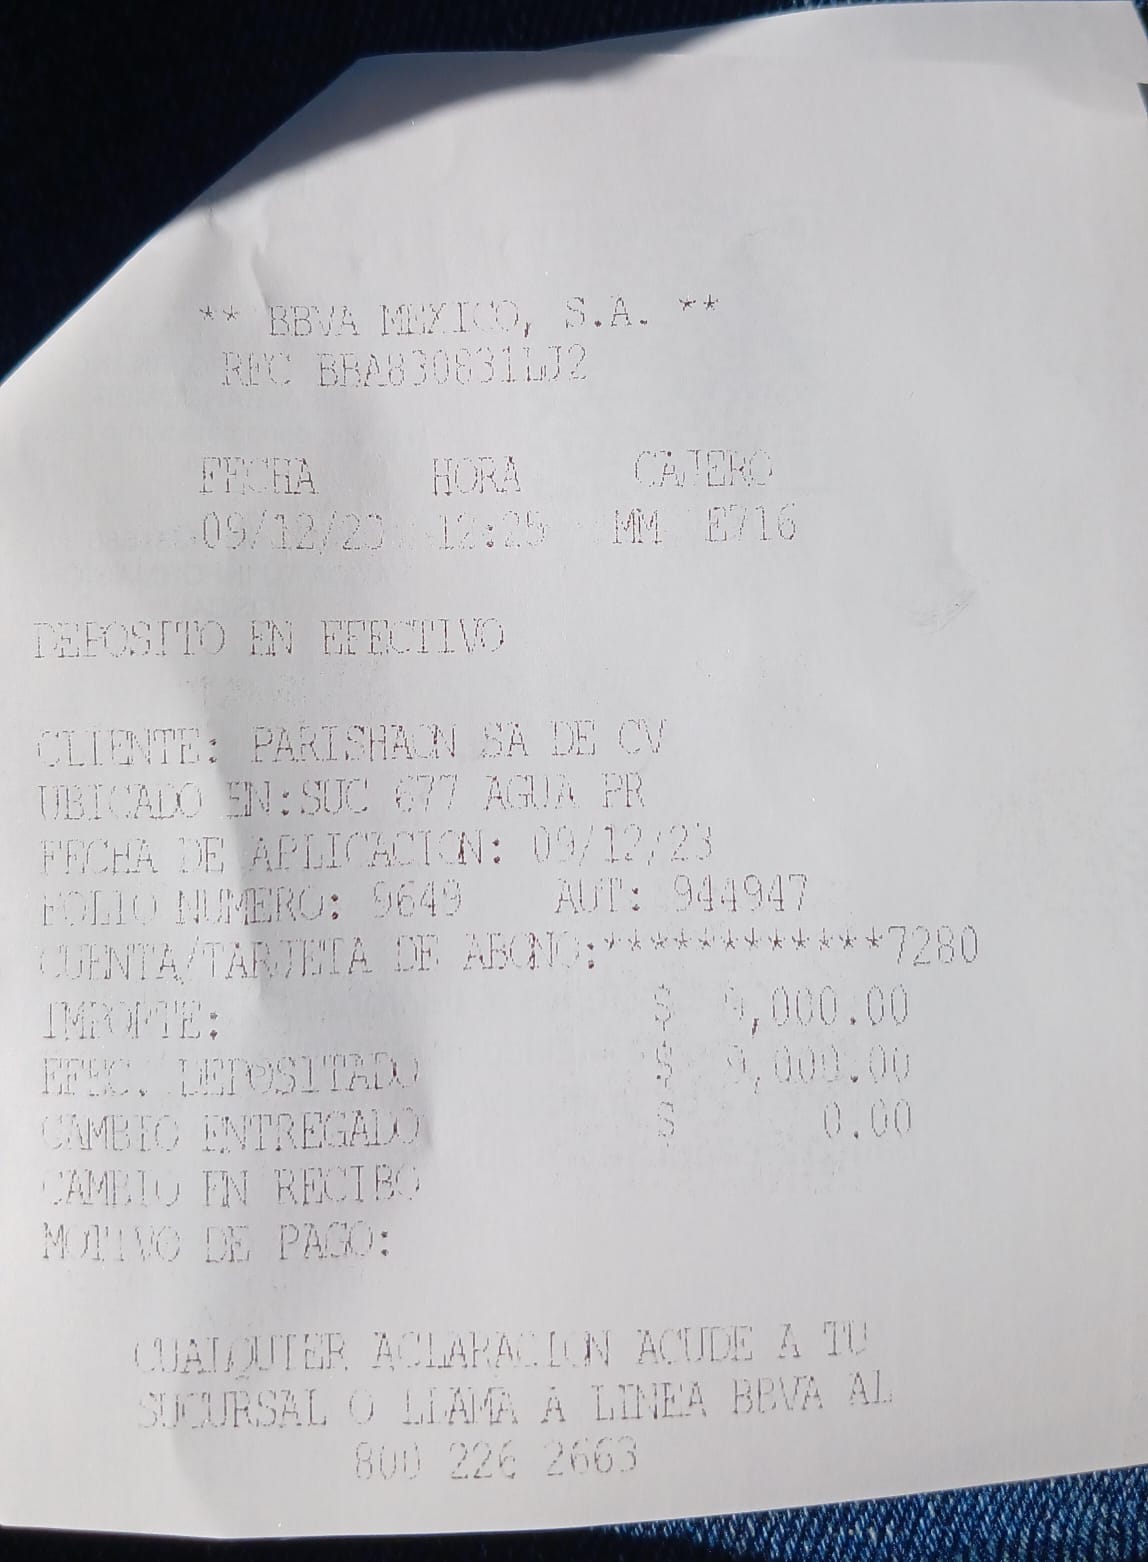 ** BBVA MEXICO, S.A. **
RFC BBA830831LJ2
FECHA HORA CAJERO
09/12/23 12:25 MM E716
DEPOSITO EN EFECTIVO
CLIENTE: PARISHAON SA DE CV
UBICADO EN:SUC 677 AGUA PR
FECHA DE APLICACION: 09/12/23
FOLIO NUMERO: 9649 AUT: 944947
CUENTA/TARJETA DE ABONO:************7280
IMPORTE: $ 9,000.00
EFEC. DEPOSITADO $ 9,000.00
CAMBIO ENTREGADO $ 0.00
CAMBIO EN RECIBO
MOTIVO DE PAGO:
CUALQUIER ACLARACION ACUDE A TU
SUCURSAL O LLAMA A LINEA BBVA AL
800 226 2663